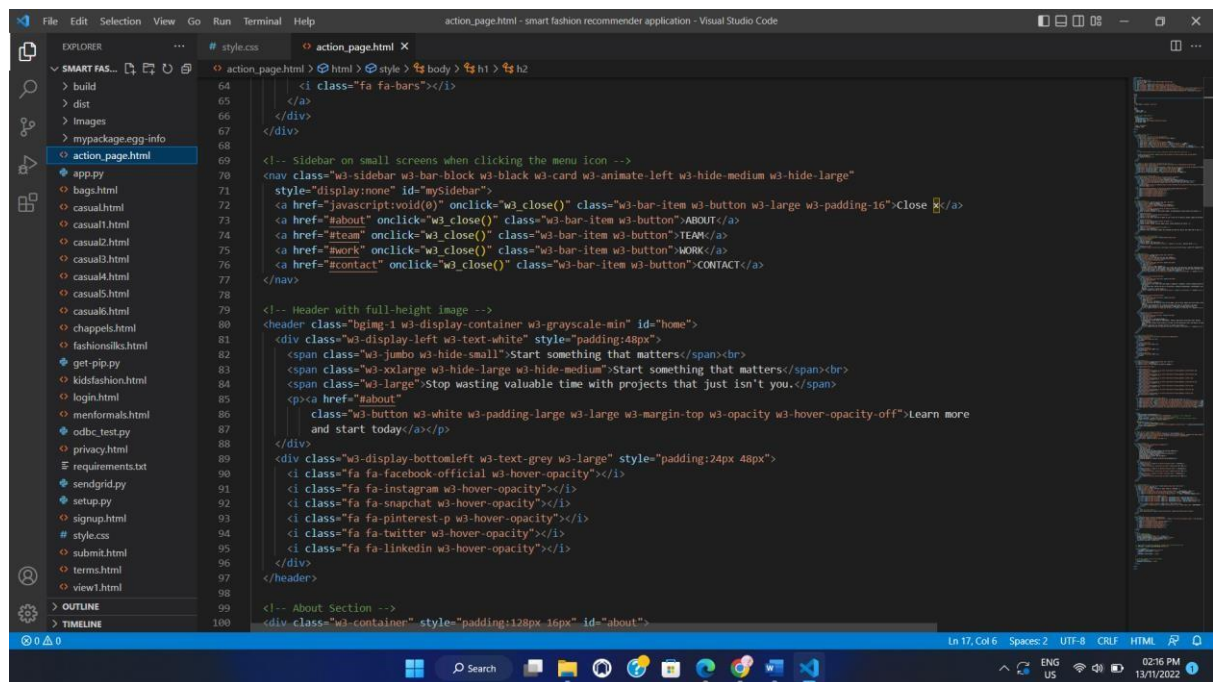 File Edit Selection View Go Run Terminal Help
action_page.html - smart fashion recommender application - Visual Studio Code
EXPLORER
# style.css
action_page.html
SMART FAS...
action_page.html > html > style > body > h1 > h2
build
dist
Images
mypackage.egg-info
action_page.html
app.py
bags.html
casual.html
casual1.html
casual2.html
casual3.html
casual4.html
casual5.html
casual6.html
chappels.html
fashionsilks.html
get-pip.py
kidsfashion.html
login.html
menformals.html
odbc_test.py
privacy.html
requirements.txt
sendgrid.py
setup.py
signup.html
# style.css
submit.html
terms.html
view1.html
OUTLINE
TIMELINE
64 <i class="fa fa-bars"></i>
65 </a>
66 </div>
67 </div>
68
69 <!-- Sidebar on small screens when clicking the menu icon -->
70 <nav class="w3-sidebar w3-bar-block w3-black w3-card w3-animate-left w3-hide-medium w3-hide-large"
71 style="display:none" id="mySidebar">
72 <a href="javascript:void(0)" onclick="w3_close()" class="w3-bar-item w3-button w3-large w3-padding-16">Close ×</a>
73 <a href="#about" onclick="w3_close()" class="w3-bar-item w3-button">ABOUT</a>
74 <a href="#team" onclick="w3_close()" class="w3-bar-item w3-button">TEAM</a>
75 <a href="#work" onclick="w3_close()" class="w3-bar-item w3-button">WORK</a>
76 <a href="#contact" onclick="w3_close()" class="w3-bar-item w3-button">CONTACT</a>
77 </nav>
78
79 <!-- Header with full-height image -->
80 <header class="bgimg-1 w3-display-container w3-grayscale-min" id="home">
81 <div class="w3-display-left w3-text-white" style="padding:48px">
82 <span class="w3-jumbo w3-hide-small">Start something that matters</span><br>
83 <span class="w3-xxlarge w3-hide-large w3-hide-medium">Start something that matters</span><br>
84 <span class="w3-large">Stop wasting valuable time with projects that just isn't you.</span>
85 <p><a href="#about"
86 class="w3-button w3-white w3-padding-large w3-large w3-margin-top w3-opacity w3-hover-opacity-off">Learn more
87 and start today</a></p>
88 </div>
89 <div class="w3-display-bottomleft w3-text-grey w3-large" style="padding:24px 48px">
90 <i class="fa fa-facebook-official w3-hover-opacity"></i>
91 <i class="fa fa-instagram w3-hover-opacity"></i>
92 <i class="fa fa-snapchat w3-hover-opacity"></i>
93 <i class="fa fa-pinterest-p w3-hover-opacity"></i>
94 <i class="fa fa-twitter w3-hover-opacity"></i>
95 <i class="fa fa-linkedin w3-hover-opacity"></i>
96 </div>
97 </header>
98
99 <!-- About Section -->
100 <div class="w3-container" style="padding:128px 16px" id="about">
0 0
Ln 17, Col 6 Spaces: 2 UTF-8 CRLF HTML
Search
ENG
US
02:16 PM
13/11/2022
1